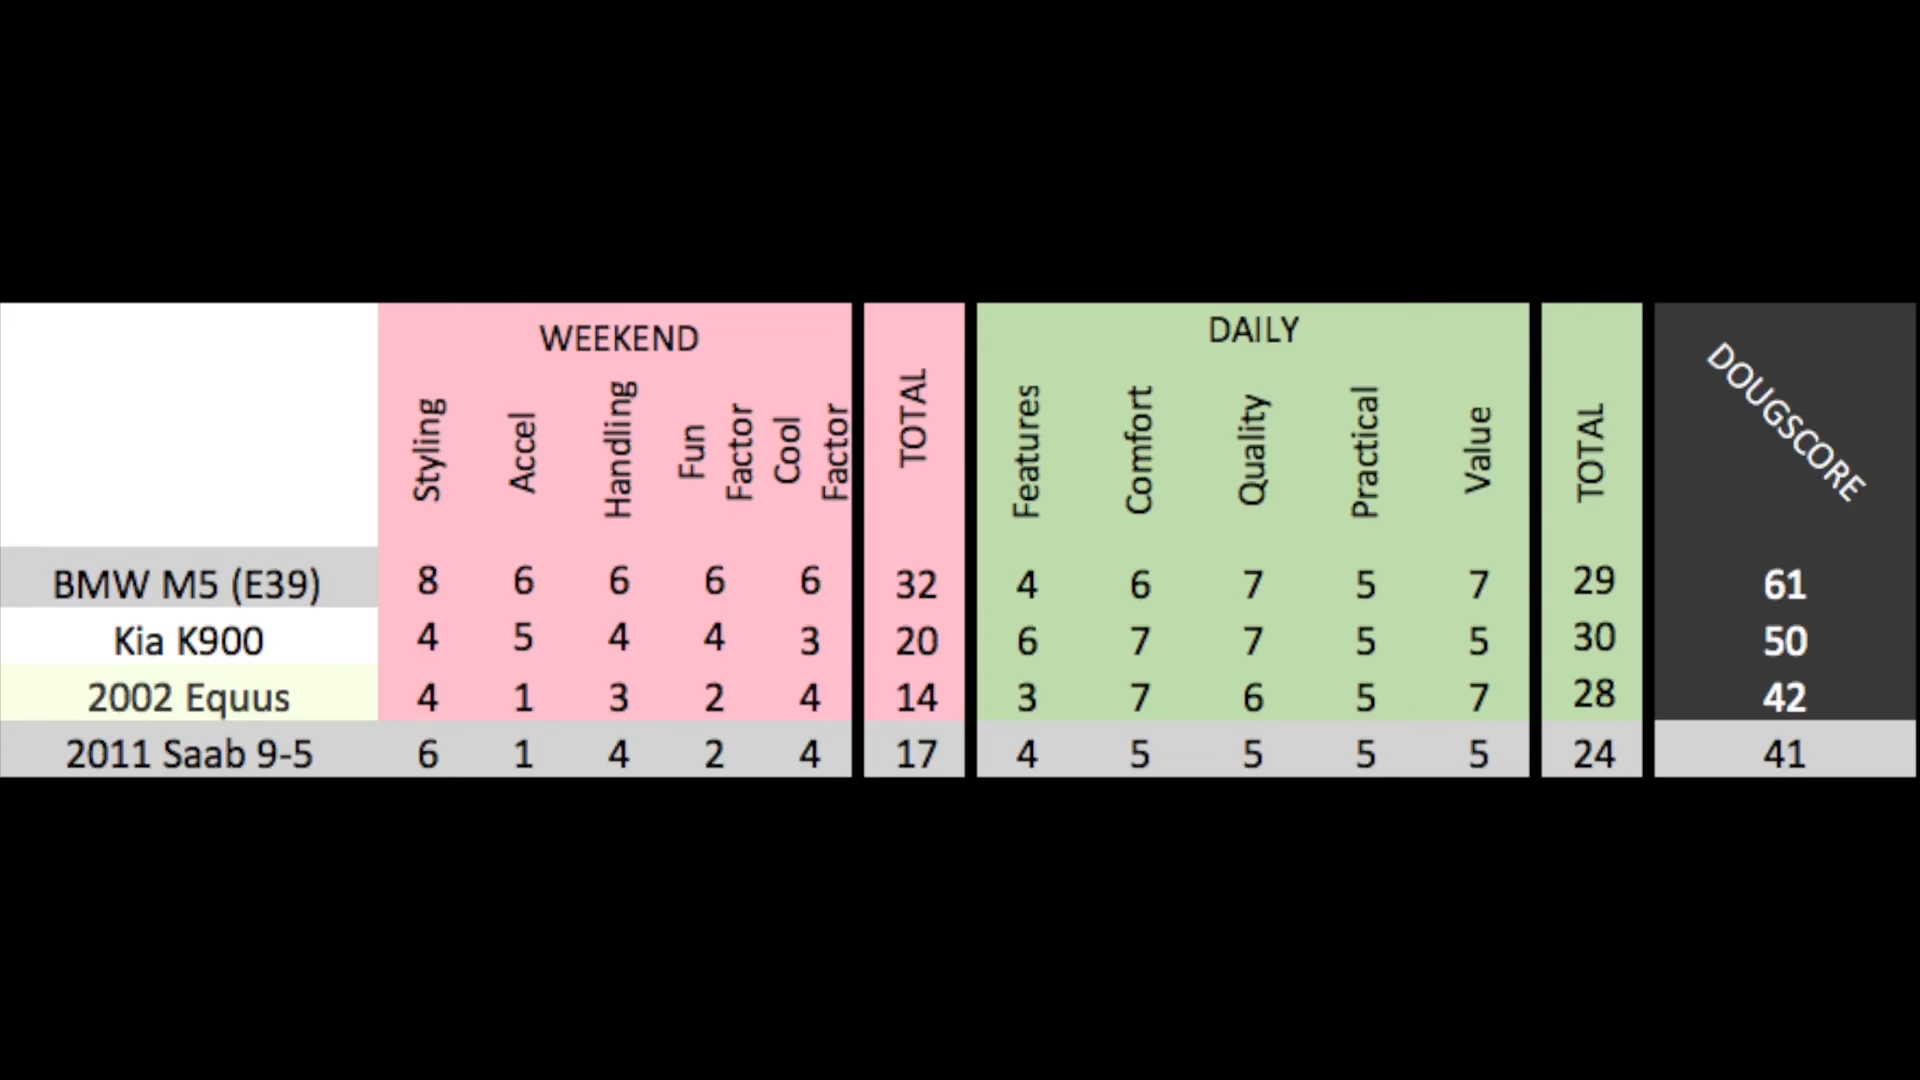 WEEKEND DAILY
Styling Accel Handling Fun Factor Cool Factor TOTAL Features Comfort Quality Practical Value TOTAL DOUGSCORE
BMW M5 (E39) 8 6 6 6 6 32 4 6 7 5 7 29 61
Kia K900 4 5 4 4 3 20 6 7 7 5 5 30 50
2002 Equus 4 1 3 2 4 14 3 7 6 5 7 28 42
2011 Saab 9-5 6 1 4 2 4 17 4 5 5 5 5 24 41